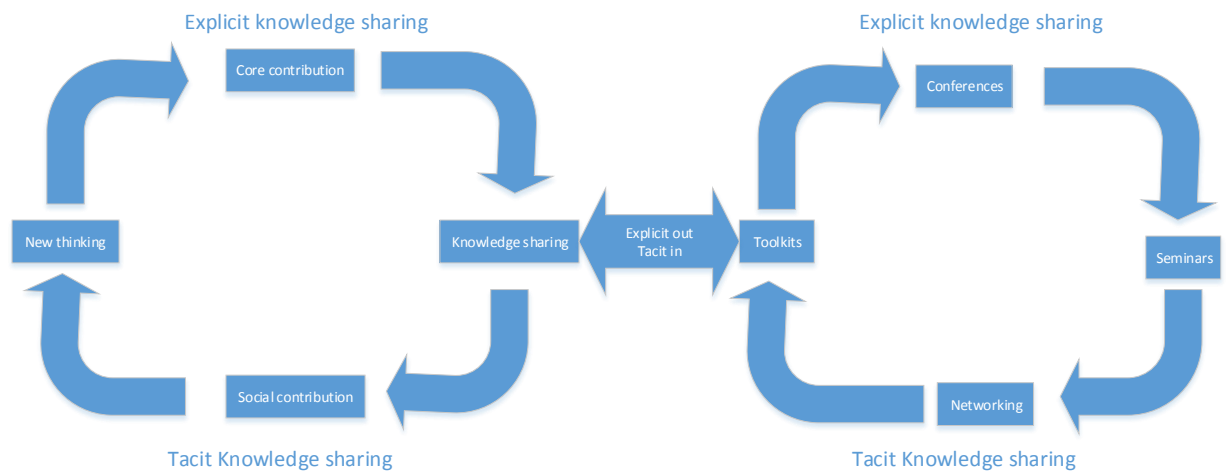 Explicit knowledge sharing
Explicit knowledge sharing
Core contribution
Conferences
New thinking
Knowledge sharing
Explicit out
Tacit in
Toolkits
Seminars
Social contribution
Networking
Tacit Knowledge sharing
Tacit Knowledge sharing